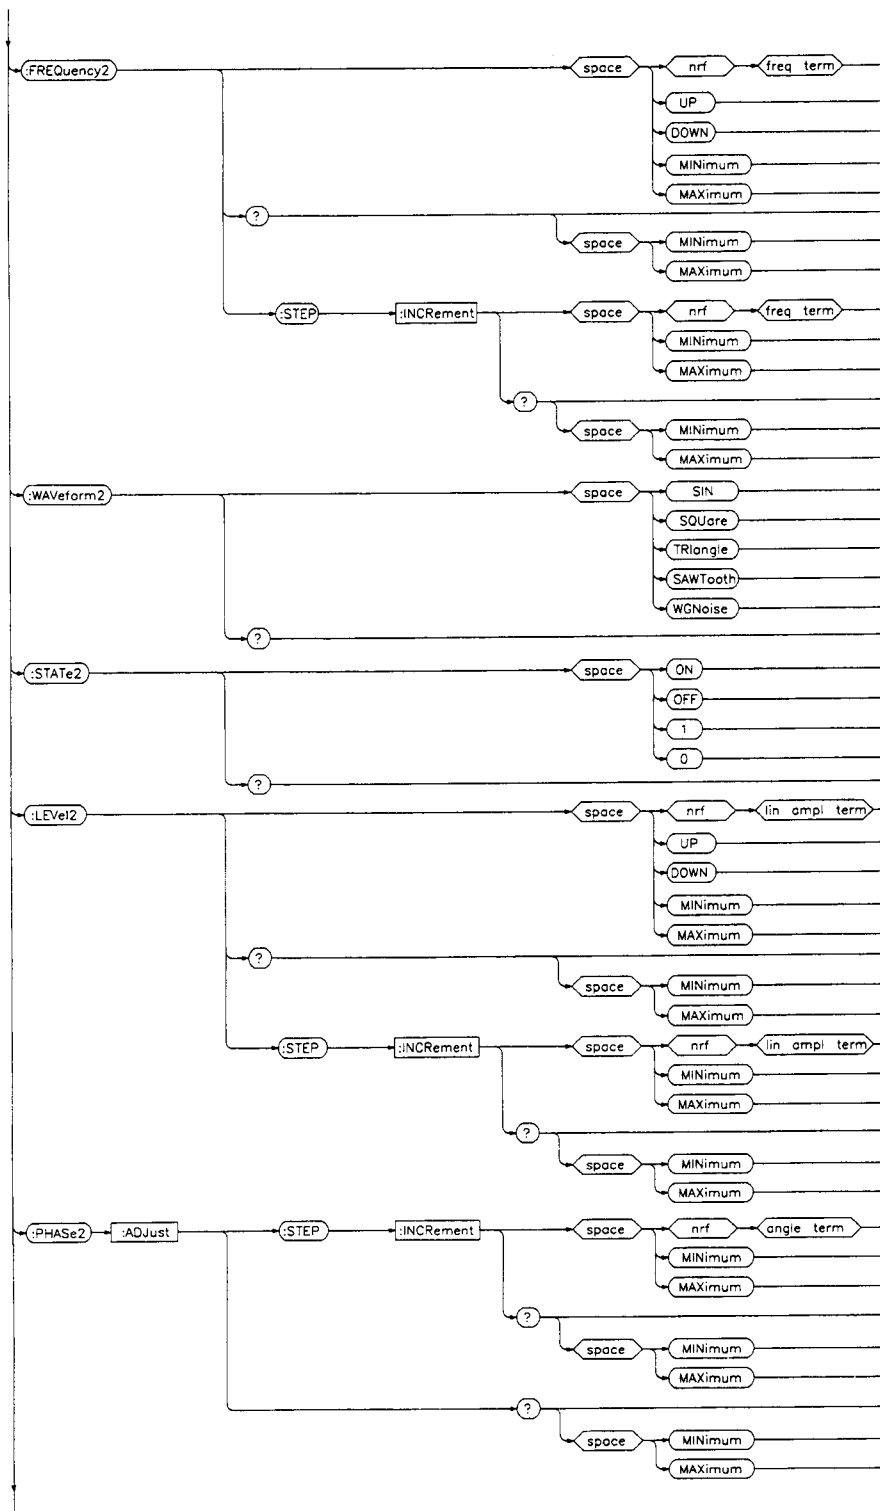 :FREQuency2 space nrf freq term
UP
DOWN
MINimum
MAXimum
?
space MINimum
MAXimum
:STEP :INCRement space nrf freq term
MINimum
MAXimum
?
space MINimum
MAXimum
:WAVeform2 space SIN
SQUare
TRIangle
SAWTooth
WGNoise
?
:STATe2 space ON
OFF
1
0
?
:LEVel2 space nrf lin ampl term
UP
DOWN
MINimum
MAXimum
?
space MINimum
MAXimum
:STEP :INCRement space nrf lin ampl term
MINimum
MAXimum
?
space MINimum
MAXimum
:PHASe2 :ADJust :STEP :INCRement space nrf angle term
MINimum
MAXimum
?
space MINimum
MAXimum
?
space MINimum
MAXimum